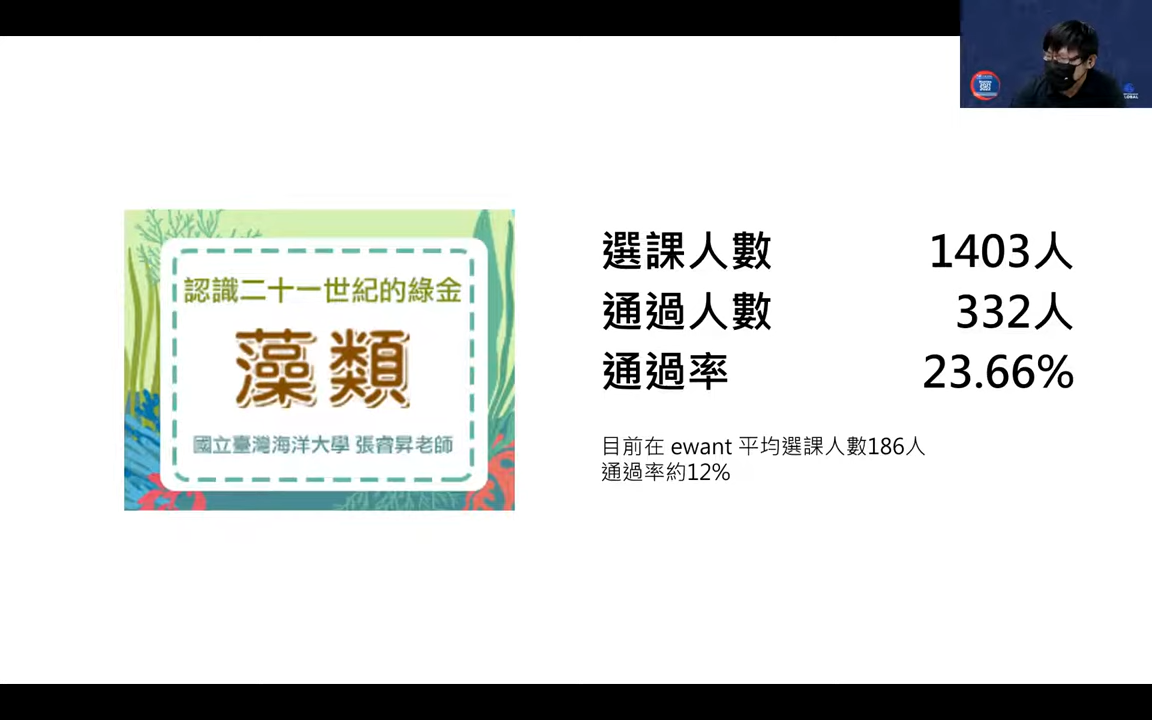 認識二十一世紀的綠金
藻類
國立臺灣海洋大學 張睿昇老師
選課人數 1403人
通過人數 332人
通過率 23.66%
目前在 ewant 平均選課人數186人
通過率約12%